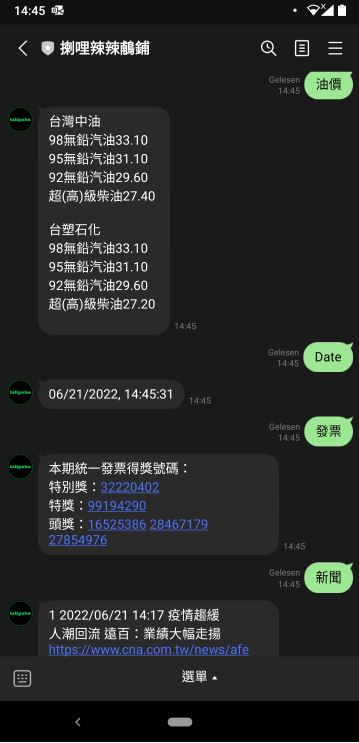 14:45
喇哩辣辣鷸鋪
Gelesen
14:45
油價
台灣中油
98無鉛汽油33.10
95無鉛汽油31.10
92無鉛汽油29.60
超(高)級柴油27.40
台塑石化
98無鉛汽油33.10
95無鉛汽油31.10
92無鉛汽油29.60
超(高)級柴油27.20
14:45
Gelesen
14:45
Date
06/21/2022, 14:45:31
14:45
Gelesen
14:45
發票
本期統一發票得獎號碼：
特別獎：32220402
特獎：99194290
頭獎：16525386 28467179
27854976
14:45
Gelesen
14:45
新聞
1 2022/06/21 14:17 疫情趨緩
人潮回流 遠百：業績大幅走揚
https://www.cna.com.tw/news/afe
選單